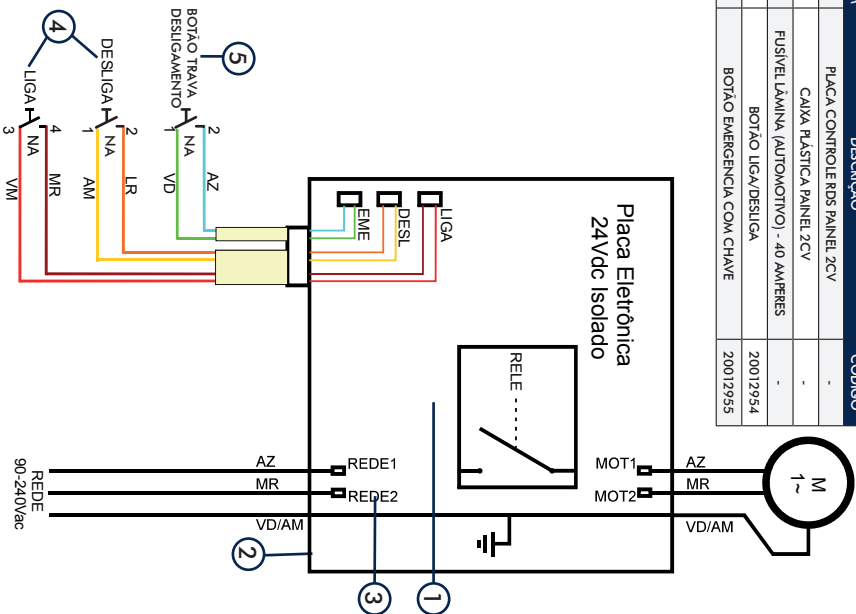 DESCRIÇÃO CÓDIGO
PLACA CONTROLE RDS PAINEL 2CV -
CAIXA PLÁSTICA PAINEL 2CV -
FUSÍVEL LÂMINA (AUTOMOTIVO) - 40 AMPERES -
BOTÃO LIGA/DESLIGA 20012954
BOTÃO EMERGENCIA COM CHAVE 20012955
4
DESLIGA
LIGA
BOTÃO TRAVA
DESLIGAMENTO
5
3 4
NA
VM MR
1 2
NA
AM LR
1 2
NA
VD AZ
EME
DESL
LIGA
Placa Eletrônica
24Vdc Isolado
RELE
REDE1
REDE2
MOT1
MOT2
AZ
MR
VD/AM
AZ
MR
VD/AM
M
1~
REDE
90-240Vac
2
3
1